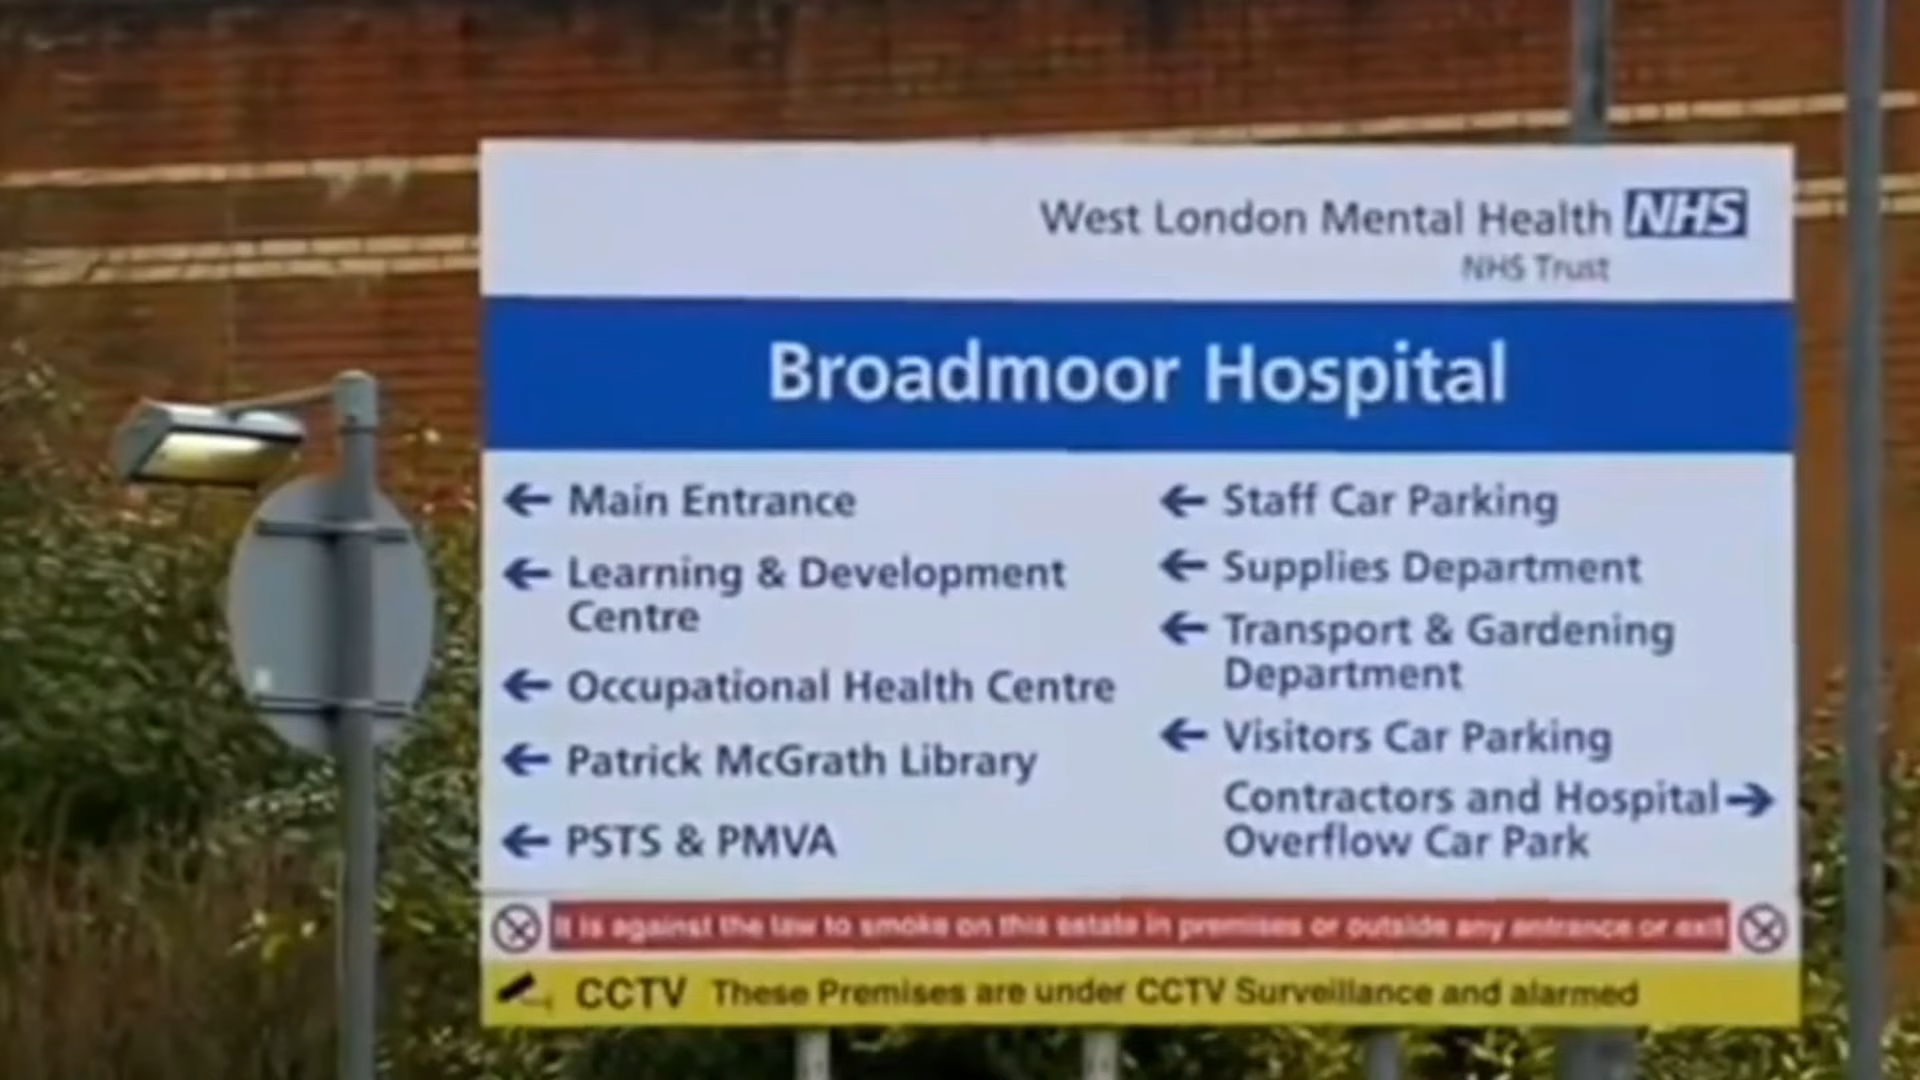 West London Mental Health NHS
NHS Trust
Broadmoor Hospital
Main Entrance
Learning & Development
Centre
Occupational Health Centre
Patrick McGrath Library
PSTS & PMVA
Staff Car Parking
Supplies Department
Transport & Gardening
Department
Visitors Car Parking
Contractors and Hospital
Overflow Car Park
It is against the law to smoke on this estate in premises or outside any entrance or exit
CCTV These Premises are under CCTV Surveillance and alarmed